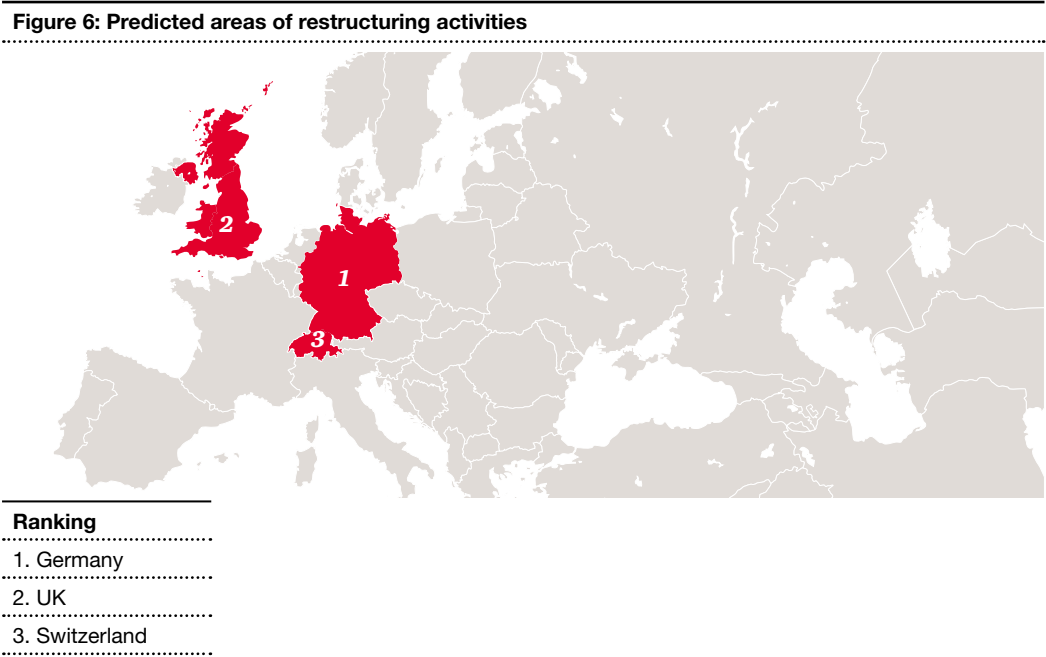 Figure 6: Predicted areas of restructuring activities
2
1
3
Ranking
1. Germany
2. UK
3. Switzerland